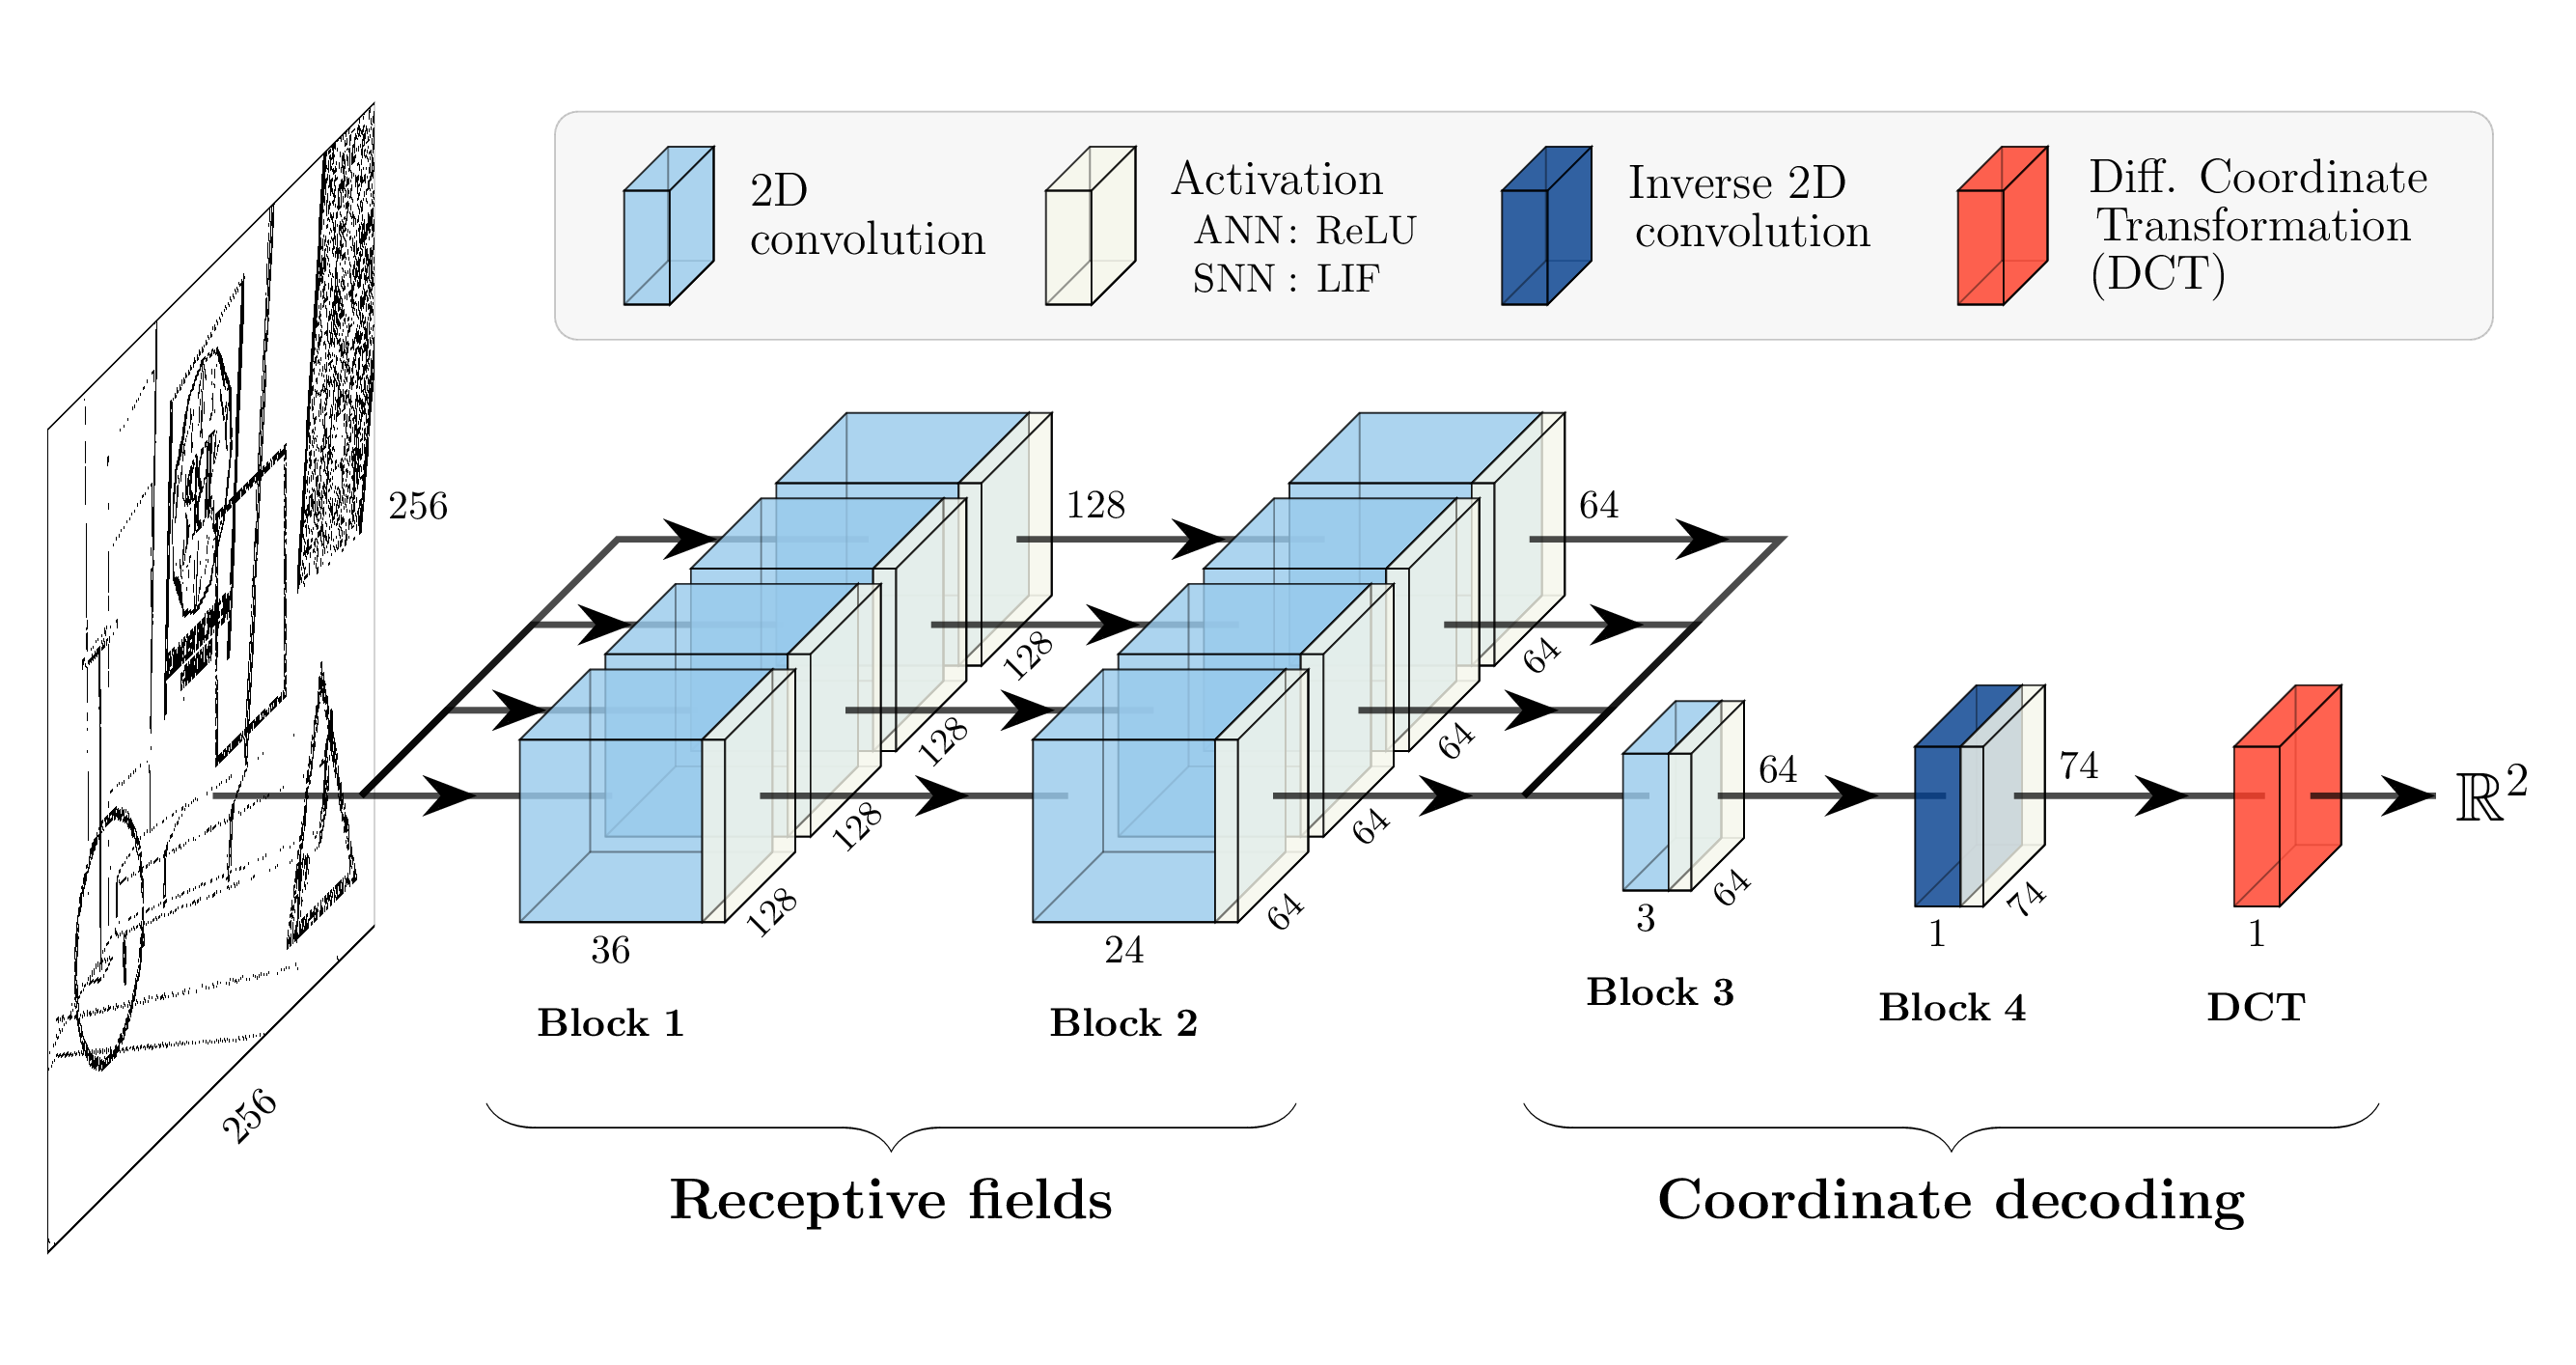 2D
convolution
Activation
ANN: ReLU
SNN : LIF
Inverse 2D
convolution
Diff. Coordinate
Transformation
(DCT)
256
256
128
128
128
128
128
36
Block 1
64
64
64
64
64
24
Block 2
64
64
3
Block 3
74
74
1
Block 4
1
DCT
ℝ²
Receptive fields
Coordinate decoding